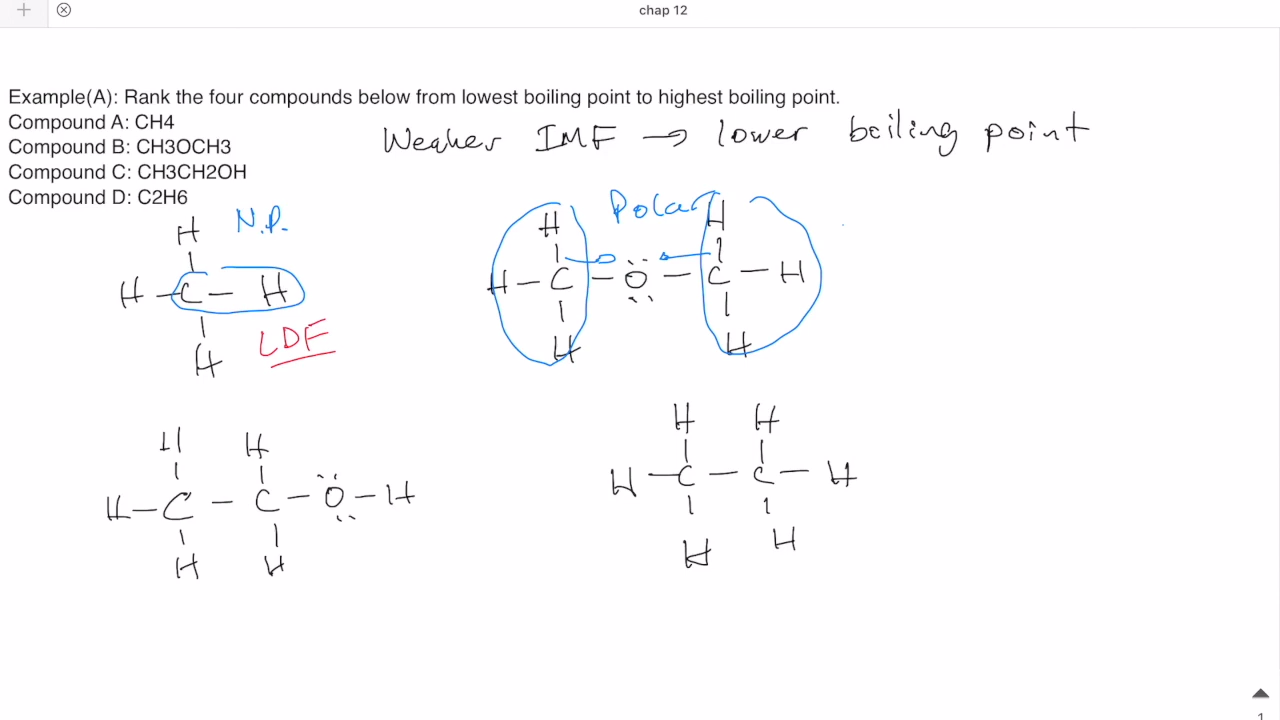 chap 12
Example(A): Rank the four compounds below from lowest boiling point to highest boiling point.
Compound A: CH4
Compound B: CH3OCH3
Compound C: CH3CH2OH
Compound D: C2H6
Weaker IMF → lower boiling point
H N.P.
H – C – H
H
LDF
Polar
H H
H – C – O – C – H
H H
H H
H – C – C – O – H
H H
H H
H – C – C – H
H H
1